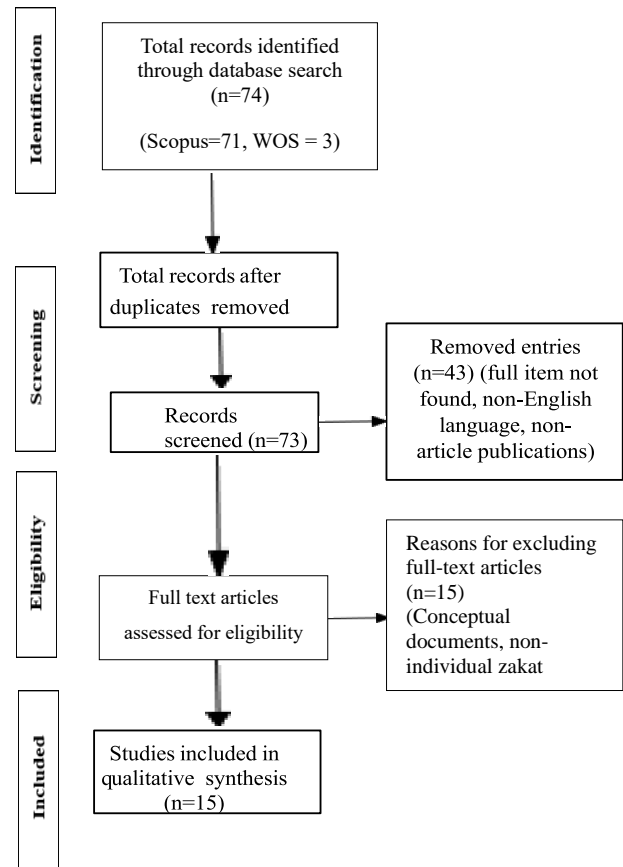 Identification
Total records identified
through database search
(n=74)
(Scopus=71, WOS = 3)
Screening
Total records after
duplicates removed
Records
screened (n=73)
Removed entries
(n=43) (full item not
found, non-English
language, non-
article publications)
Eligibility
Full text articles
assessed for eligibility
Reasons for excluding
full-text articles
(n=15)
(Conceptual
documents, non-
individual zakat
Included
Studies included in
qualitative synthesis
(n=15)